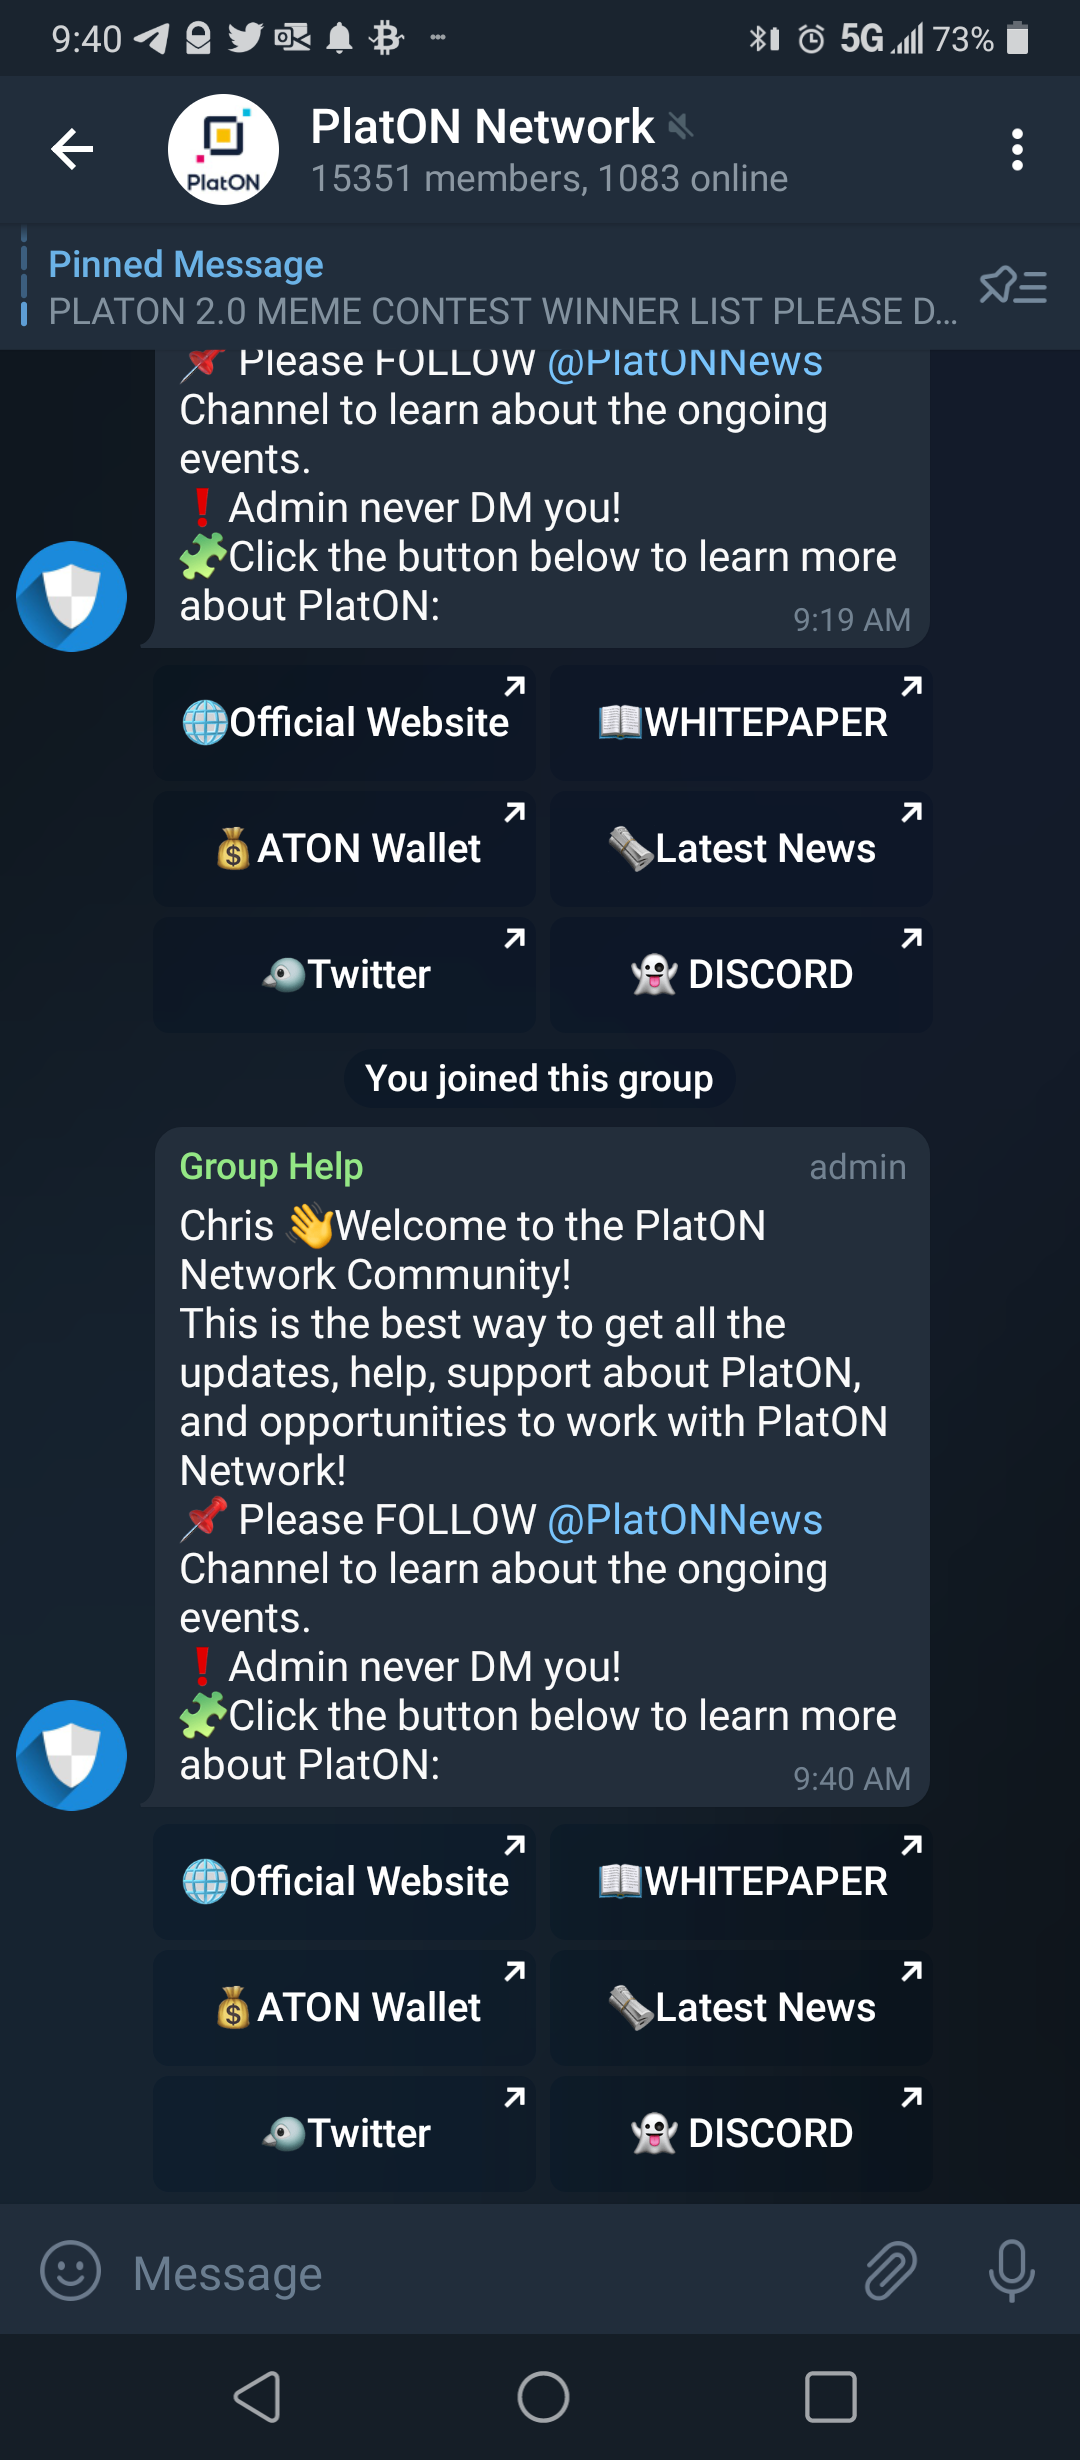 9:40 5G 73%
PlatON
PlatON Network
15351 members, 1083 online
Pinned Message
PLATON 2.0 MEME CONTEST WINNER LIST PLEASE D...
📌 Please FOLLOW @PlatONNews
Channel to learn about the ongoing
events.
❗ Admin never DM you!
🧩Click the button below to learn more
about PlatON:
9:19 AM
🌐Official Website
📖WHITEPAPER
💰ATON Wallet
🗞Latest News
🐦Twitter
👻 DISCORD
You joined this group
Group Help admin
Chris 👋Welcome to the PlatON
Network Community!
This is the best way to get all the
updates, help, support about PlatON,
and opportunities to work with PlatON
Network!
📌 Please FOLLOW @PlatONNews
Channel to learn about the ongoing
events.
❗ Admin never DM you!
🧩Click the button below to learn more
about PlatON:
9:40 AM
🌐Official Website
📖WHITEPAPER
💰ATON Wallet
🗞Latest News
🐦Twitter
👻 DISCORD
Message